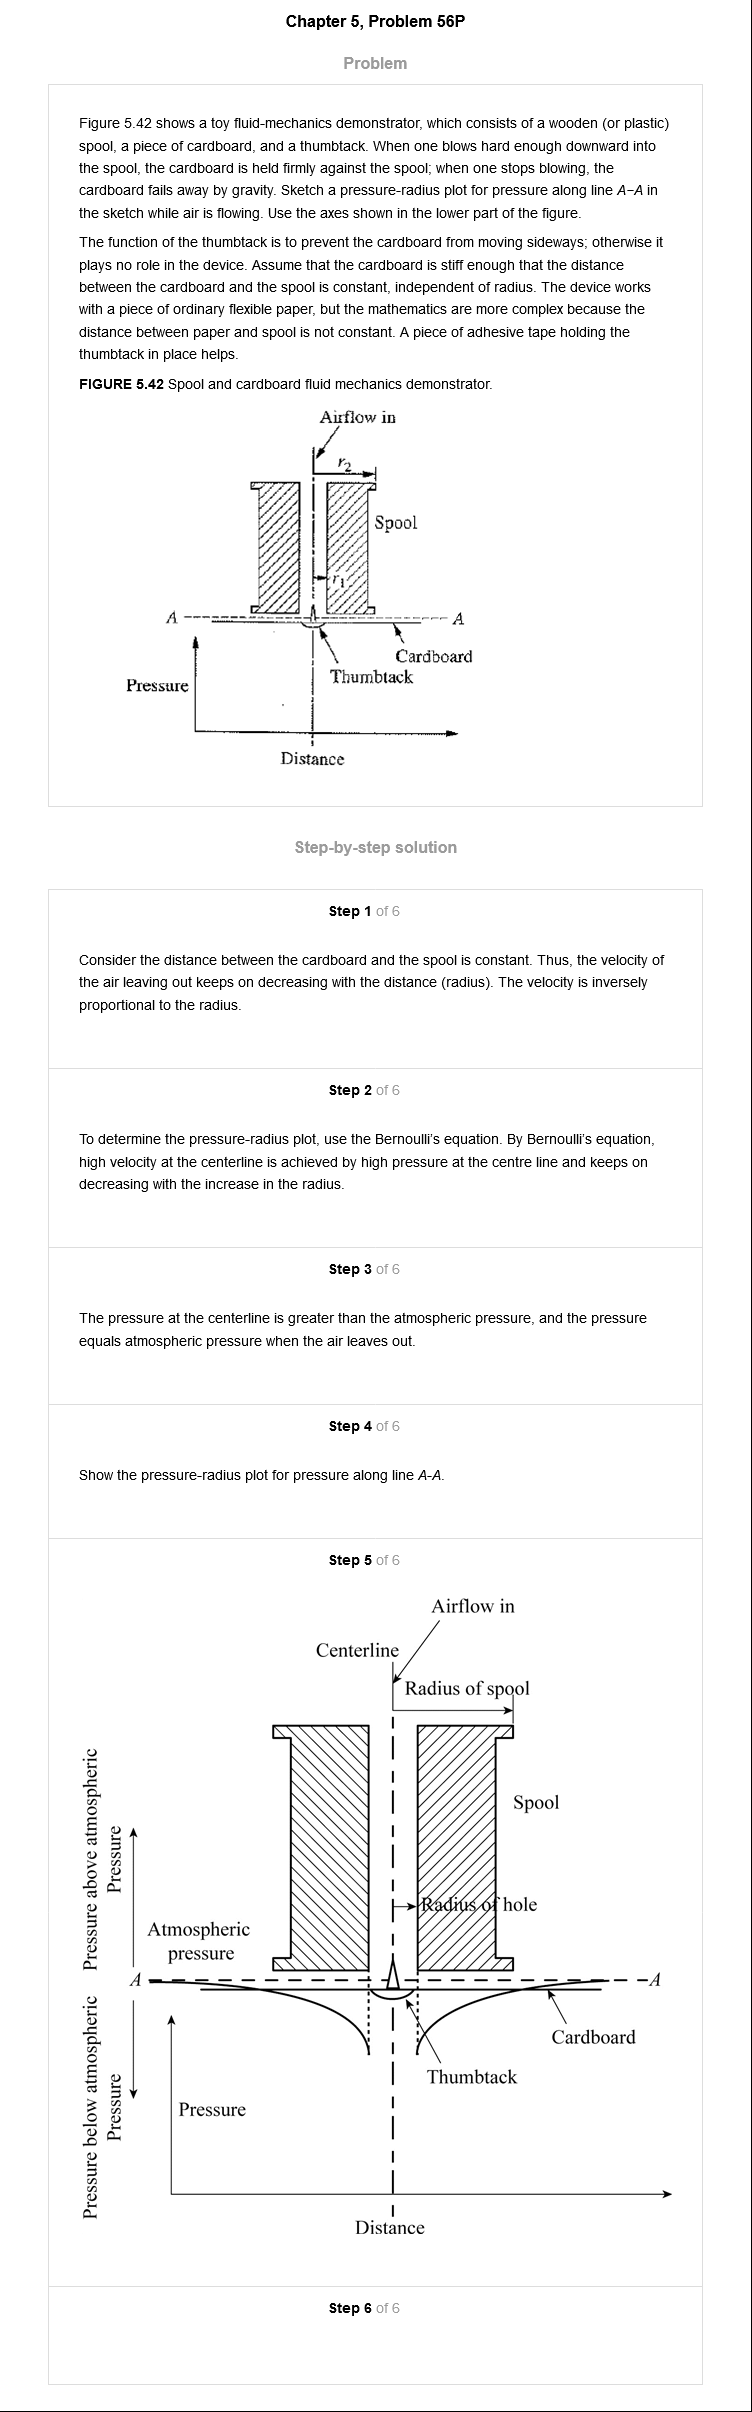 Chapter 5, Problem 56P
Problem
Figure 5.42 shows a toy fluid-mechanics demonstrator, which consists of a wooden (or plastic)
spool, a piece of cardboard, and a thumbtack. When one blows hard enough downward into
the spool, the cardboard is held firmly against the spool; when one stops blowing, the
cardboard fails away by gravity. Sketch a pressure-radius plot for pressure along line A–A in
the sketch while air is flowing. Use the axes shown in the lower part of the figure.
The function of the thumbtack is to prevent the cardboard from moving sideways; otherwise it
plays no role in the device. Assume that the cardboard is stiff enough that the distance
between the cardboard and the spool is constant, independent of radius. The device works
with a piece of ordinary flexible paper, but the mathematics are more complex because the
distance between paper and spool is not constant. A piece of adhesive tape holding the
thumbtack in place helps.
FIGURE 5.42 Spool and cardboard fluid mechanics demonstrator.
Airflow in
r2
Spool
r1
A
A
Cardboard
Thumbtack
Pressure
Distance
Step-by-step solution
Step 1 of 6
Consider the distance between the cardboard and the spool is constant. Thus, the velocity of
the air leaving out keeps on decreasing with the distance (radius). The velocity is inversely
proportional to the radius.
Step 2 of 6
To determine the pressure-radius plot, use the Bernoulli's equation. By Bernoulli's equation,
high velocity at the centerline is achieved by high pressure at the centre line and keeps on
decreasing with the increase in the radius.
Step 3 of 6
The pressure at the centerline is greater than the atmospheric pressure, and the pressure
equals atmospheric pressure when the air leaves out.
Step 4 of 6
Show the pressure-radius plot for pressure along line A-A.
Step 5 of 6
Airflow in
Centerline
Radius of spool
Pressure above atmospheric
Pressure
Spool
Radius of hole
Atmospheric
pressure
A
A
Pressure below atmospheric
Pressure
Cardboard
Thumbtack
Pressure
Distance
Step 6 of 6